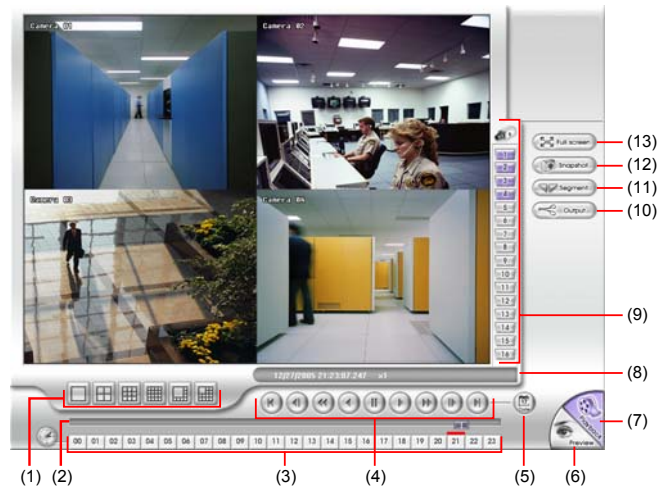 Camera 01
Camera 02
Camera 03
Camera 04
1
2
3
4
5
6
7
8
9
10
11
12
13
14
15
16
Full screen
(13)
Snapshot
(12)
Segment
(11)
Output
(10)
(9)
12/27/2005 21:23:07.247 x1
(8)
(1)
(7)
Playback
Preview
00 01 02 03 04 05 06 07 08 09 10 11 12 13 14 15 16 17 18 19 20 21 22 23
(2)
(3)
(4)
(5)
(6)